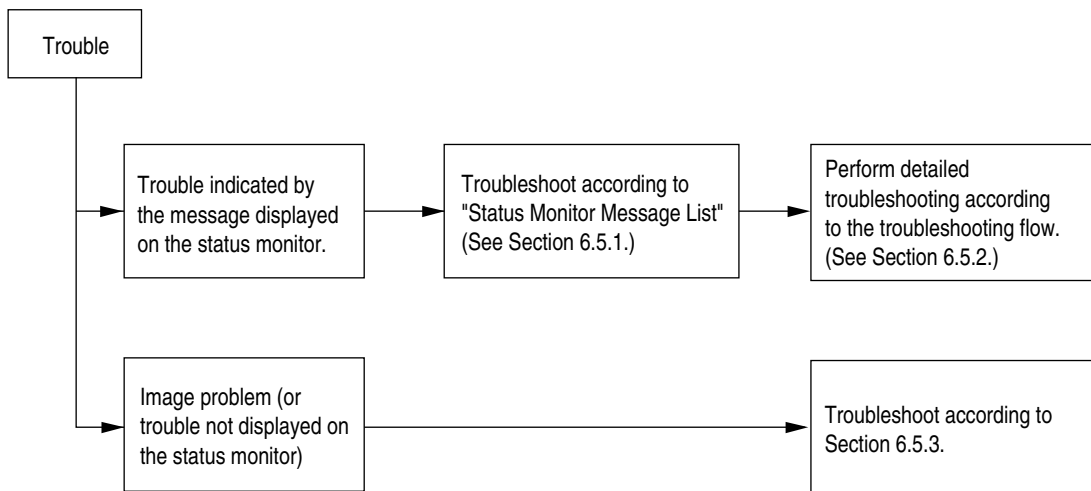 Trouble
Trouble indicated by
the message displayed
on the status monitor.
Troubleshoot according to
"Status Monitor Message List"
(See Section 6.5.1.)
Perform detailed
troubleshooting according
to the troubleshooting flow.
(See Section 6.5.2.)
Image problem (or
trouble not displayed on
the status monitor)
Troubleshoot according to
Section 6.5.3.